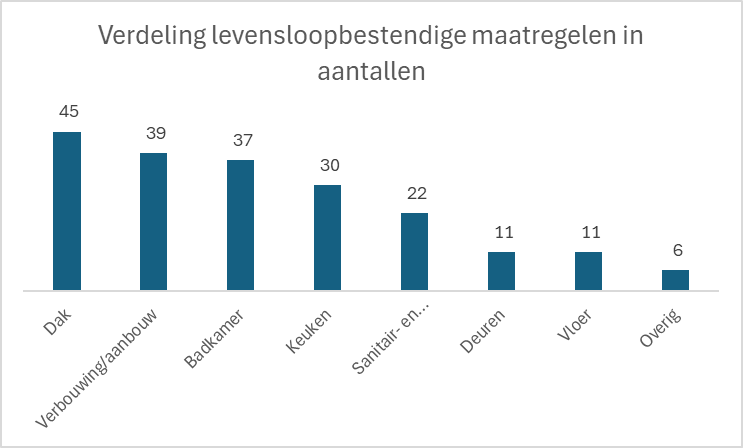 Verdeling levensloopbestendige maatregelen in
aantallen
45
39
37
30
22
11
11
6
Dak
Verbouwing/aanbouw
Badkamer
Keuken
Sanitair- en...
Deuren
Vloer
Overig